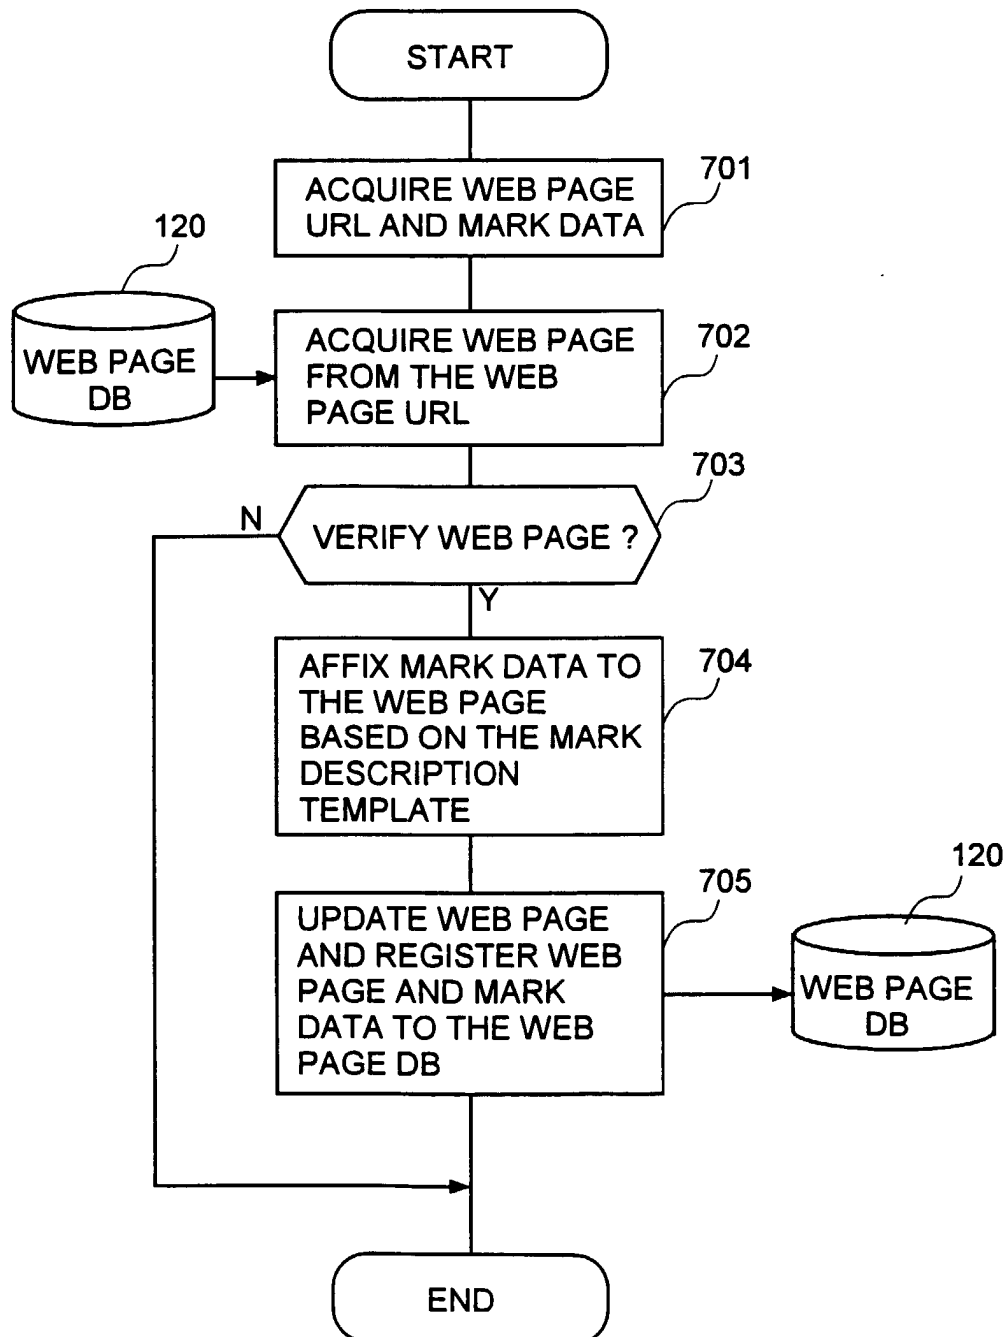 START
701
ACQUIRE WEB PAGE
URL AND MARK DATA
120
WEB PAGE
DB
702
ACQUIRE WEB PAGE
FROM THE WEB
PAGE URL
703
N
VERIFY WEB PAGE ?
Y
704
AFFIX MARK DATA TO
THE WEB PAGE
BASED ON THE MARK
DESCRIPTION
TEMPLATE
705
UPDATE WEB PAGE
AND REGISTER WEB
PAGE AND MARK
DATA TO THE WEB
PAGE DB
120
WEB PAGE
DB
END